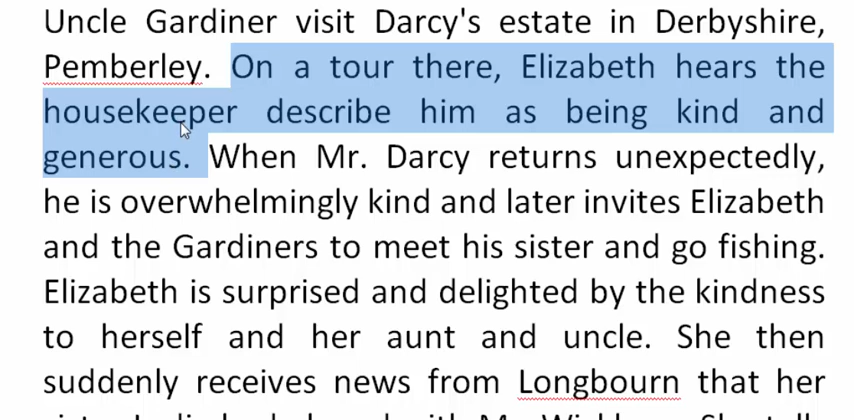 Uncle Gardiner visit Darcy's estate in Derbyshire,
Pemberley. On a tour there, Elizabeth hears the
housekeeper describe him as being kind and
generous. When Mr. Darcy returns unexpectedly,
he is overwhelmingly kind and later invites Elizabeth
and the Gardiners to meet his sister and go fishing.
Elizabeth is surprised and delighted by the kindness
to herself and her aunt and uncle. She then
suddenly receives news from Longbourn that her